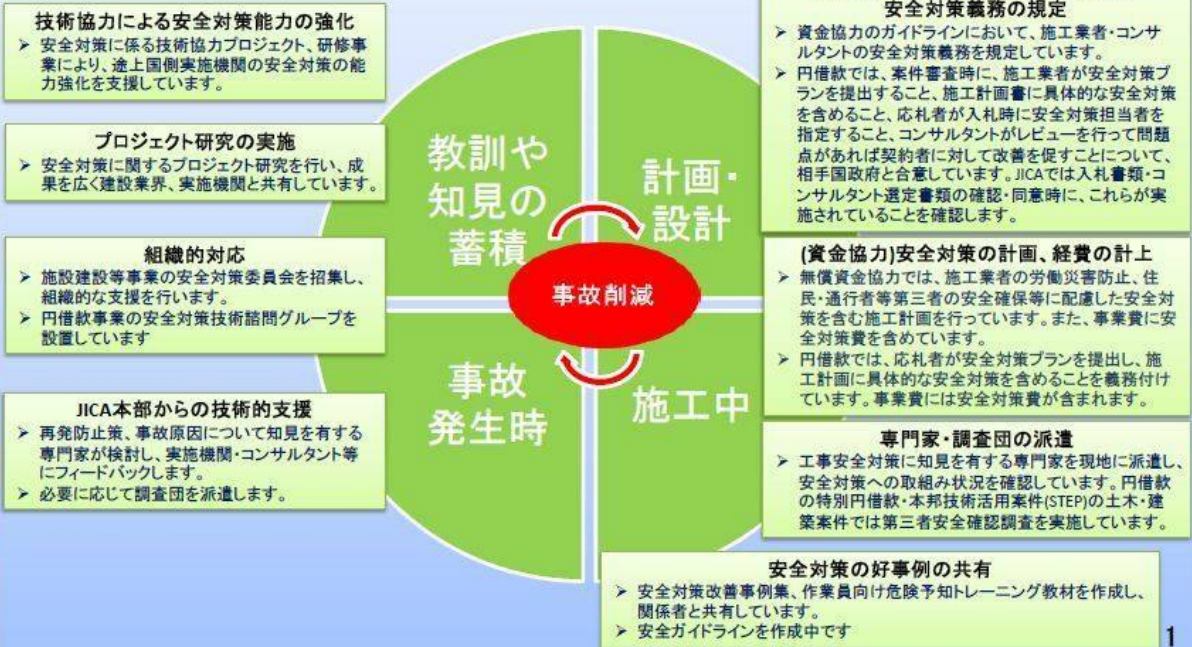 技術協力による安全対策能力の強化
➢ 安全対策に係る技術協力プロジェクト、研修事
業により、途上国側実施機関の安全対策の能
力強化を支援しています。
プロジェクト研究の実施
➢ 安全対策に関するプロジェクト研究を行い、成
果を広く建設業界、実施機関と共有しています。
組織的対応
➢ 施設建設等事業の安全対策委員会を招集し、
組織的な支援を行います。
➢ 円借款事業の安全対策技術諮問グループを
設置しています
JICA本部からの技術的支援
➢ 再発防止策、事故原因について知見を有する
専門家が検討し、実施機関・コンサルタント等
にフィードバックします。
➢ 必要に応じて調査団を派遣します。
教訓や
知見の
蓄積
計画・
設計
事故削減
事故
発生時
施工中
安全対策義務の規定
➢ 資金協力のガイドラインにおいて、施工業者・コンサ
ルタントの安全対策義務を規定しています。
➢ 円借款では、案件審査時に、施工業者が安全対策プ
ランを提出すること、施工計画書に具体的な安全対策
を含めること、応札者が入札時に安全対策担当者を
指定すること、コンサルタントがレビューを行って問題
点があれば契約者に対して改善を促すことについて、
相手国政府と合意しています。JICAでは入札書類・コ
ンサルタント選定書類の確認・同意時に、これらが実
施されていることを確認します。
(資金協力)安全対策の計画、経費の計上
➢ 無償資金協力では、施工業者の労働災害防止、住
民・通行者等第三者の安全確保等に配慮した安全対
策を含む施工計画を行っています。また、事業費に安
全対策費を含めています。
➢ 円借款では、応札者が安全対策プランを提出し、施
工計画に具体的な安全対策を含めることを義務付け
ています。事業費には安全対策費が含まれます。
専門家・調査団の派遣
➢ 工事安全対策に知見を有する専門家を現地に派遣し、
安全対策への取組み状況を確認しています。円借款
の特別円借款・本邦技術活用案件(STEP)の土木・建
築案件では第三者安全確認調査を実施しています。
安全対策の好事例の共有
➢ 安全対策改善事例集、作業員向け危険予知トレーニング教材を作成し、
関係者と共有しています。
➢ 安全ガイドラインを作成中です
1